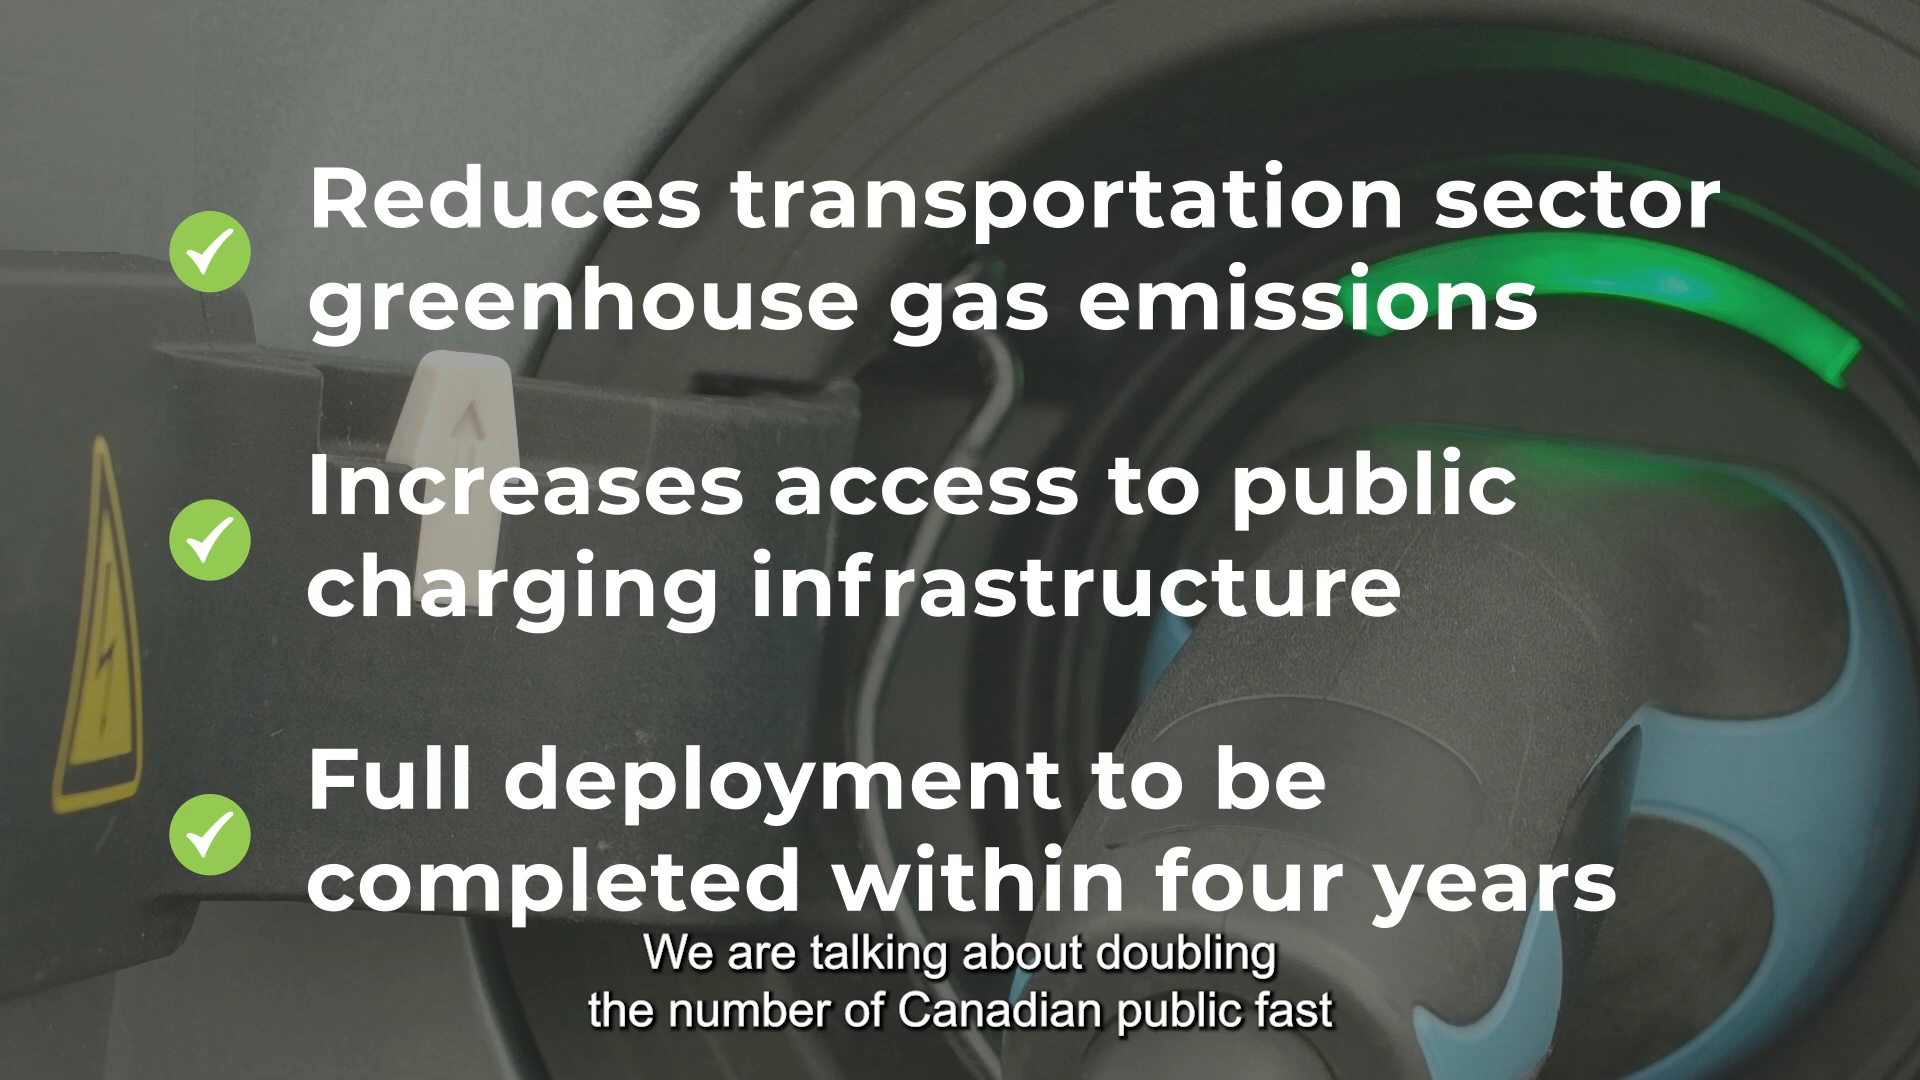 Reduces transportation sector
greenhouse gas emissions
Increases access to public
charging infrastructure
Full deployment to be
completed within four years
We are talking about doubling
the number of Canadian public fast